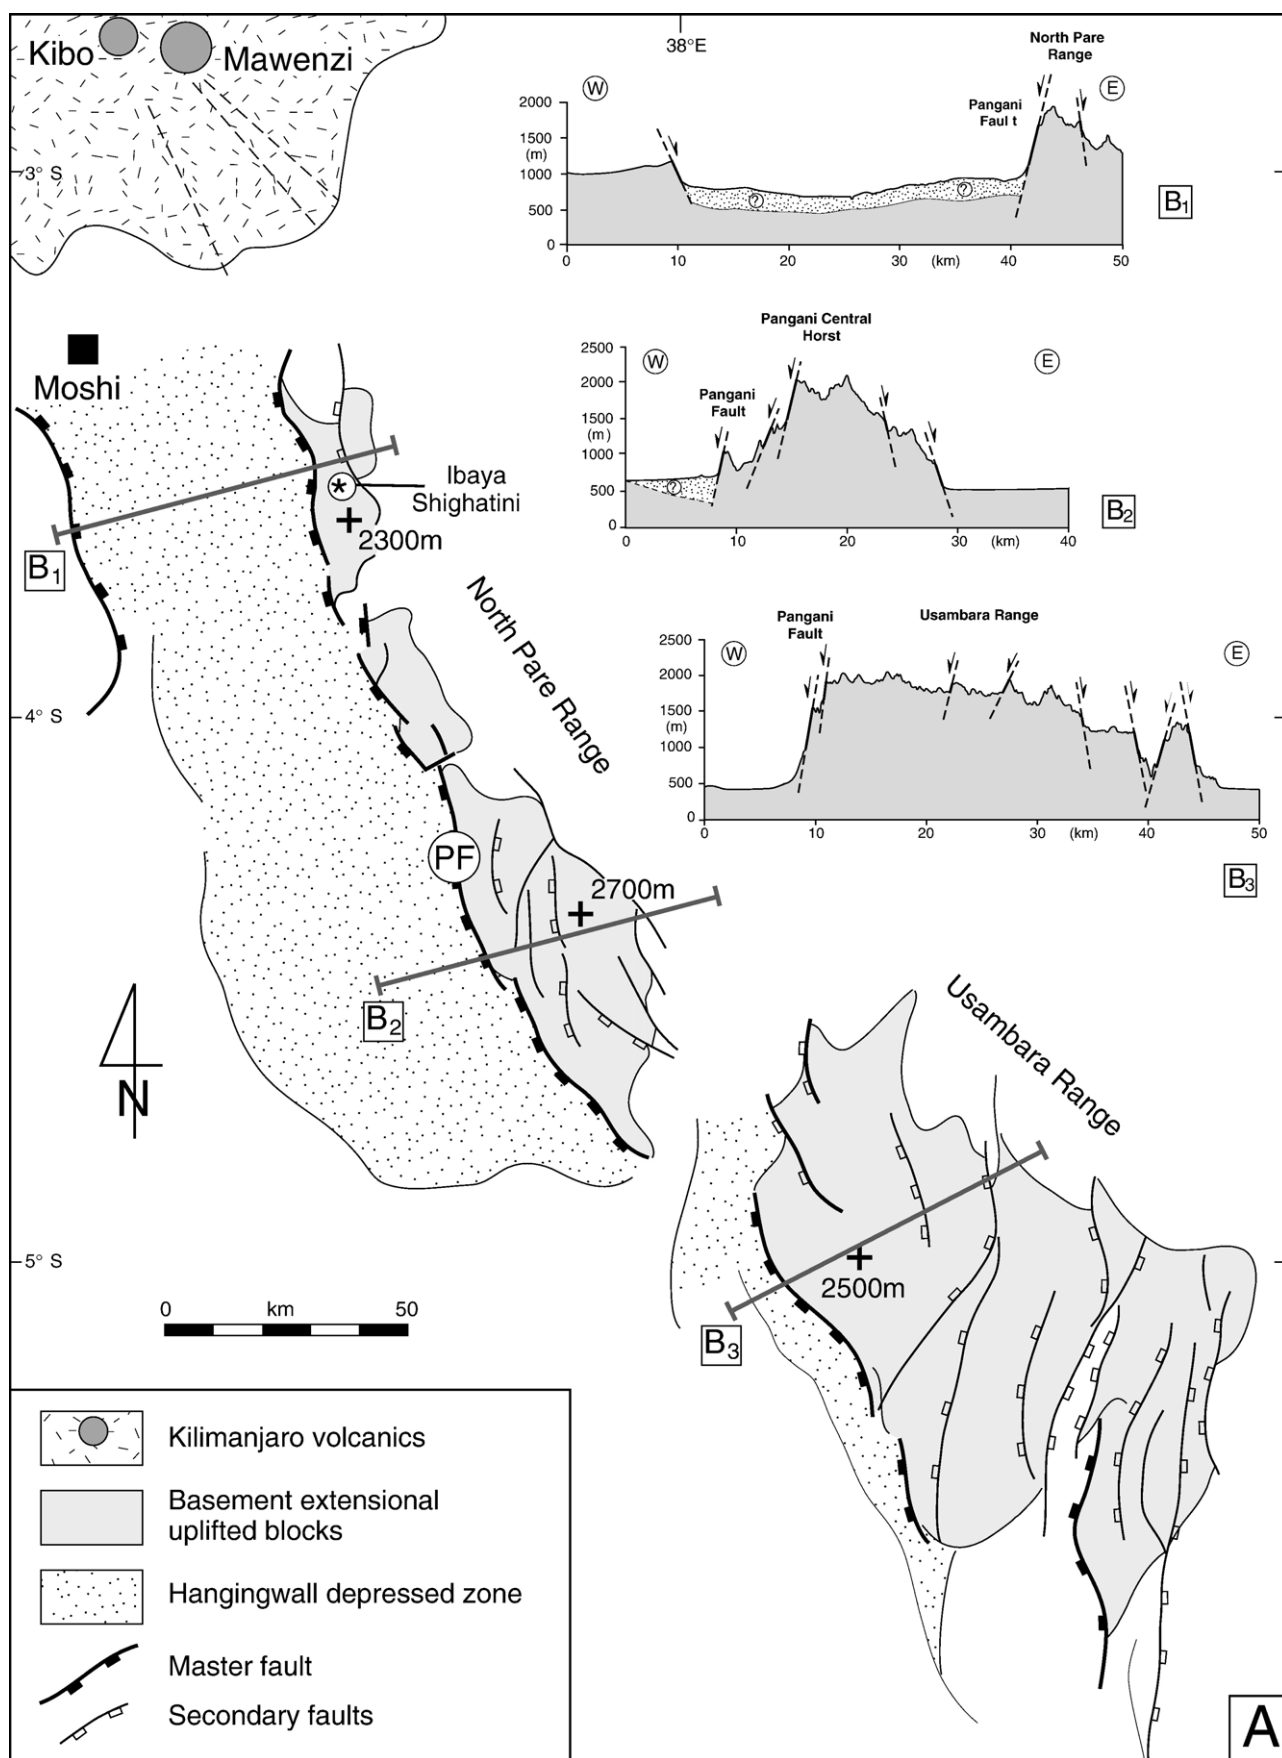 Kibo
Mawenzi
38°E
3° S
North Pare
Range
W
E
Pangani
Faul t
2000
1500
(m)
1000
500
0
?
?
0 10 20 30 (km) 40 50
B1
Moshi
Pangani Central
Horst
W
E
Pangani
Fault
2500
2000
1500
(m)
1000
500
0
?
0 10 20 30 (km) 40
B2
*
Ibaya
Shighatini
2300m
B1
North Pare Range
4° S
Pangani
Fault
Usambara Range
W
E
2500
2000
1500
(m)
1000
500
0
0 10 20 30 (km) 40 50
B3
PF
2700m
B2
N
Usambara Range
5° S
2500m
B3
0 km 50
Kilimanjaro volcanics
Basement extensional
uplifted blocks
Hangingwall depressed zone
Master fault
Secondary faults
A